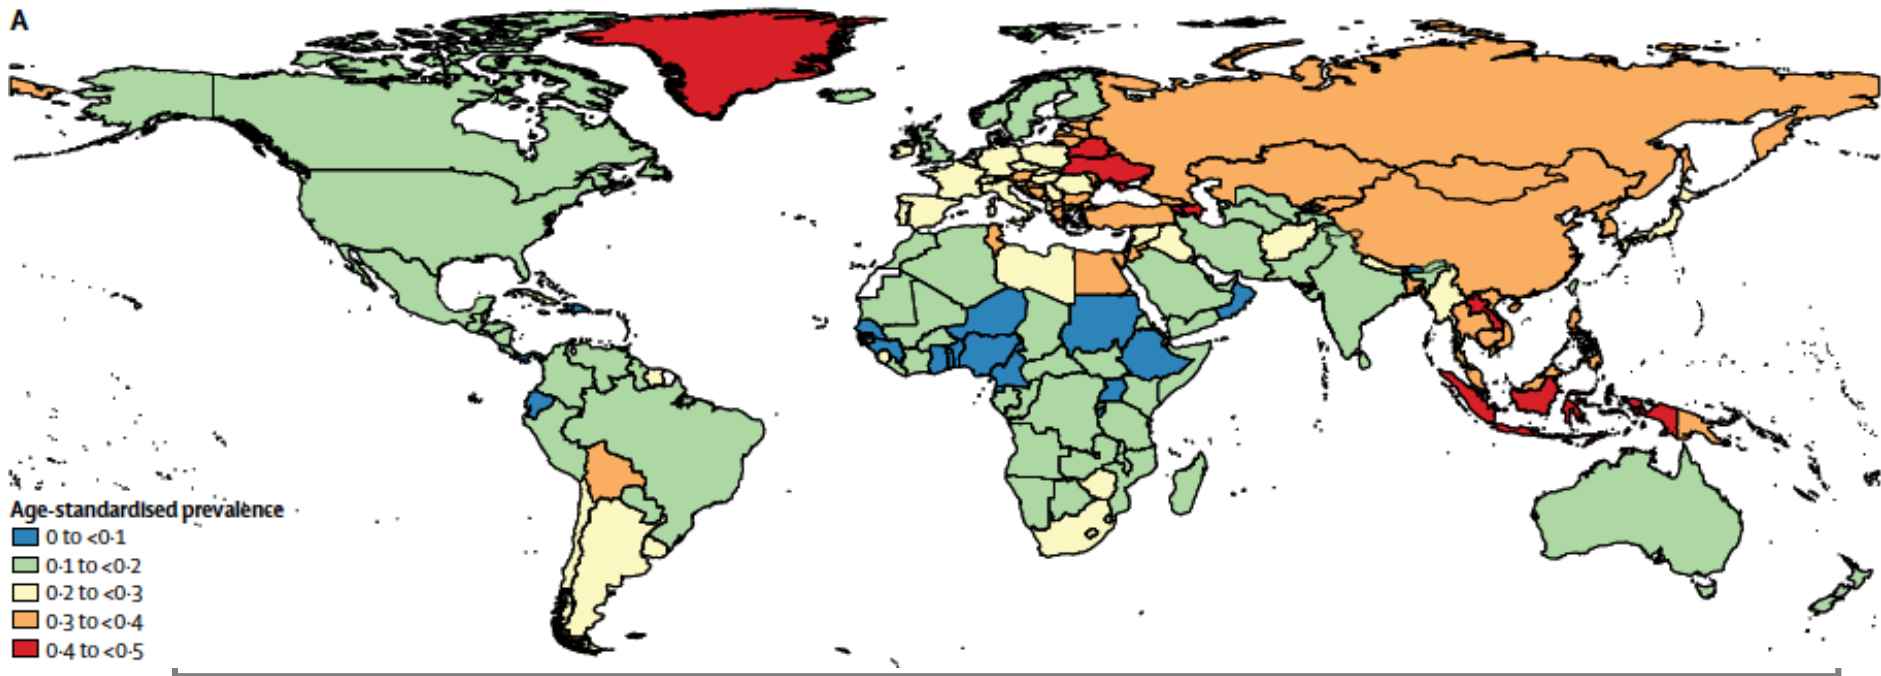 A
Age-standardised prevalence
0 to <0·1
0·1 to <0·2
0·2 to <0·3
0·3 to <0·4
0·4 to <0·5